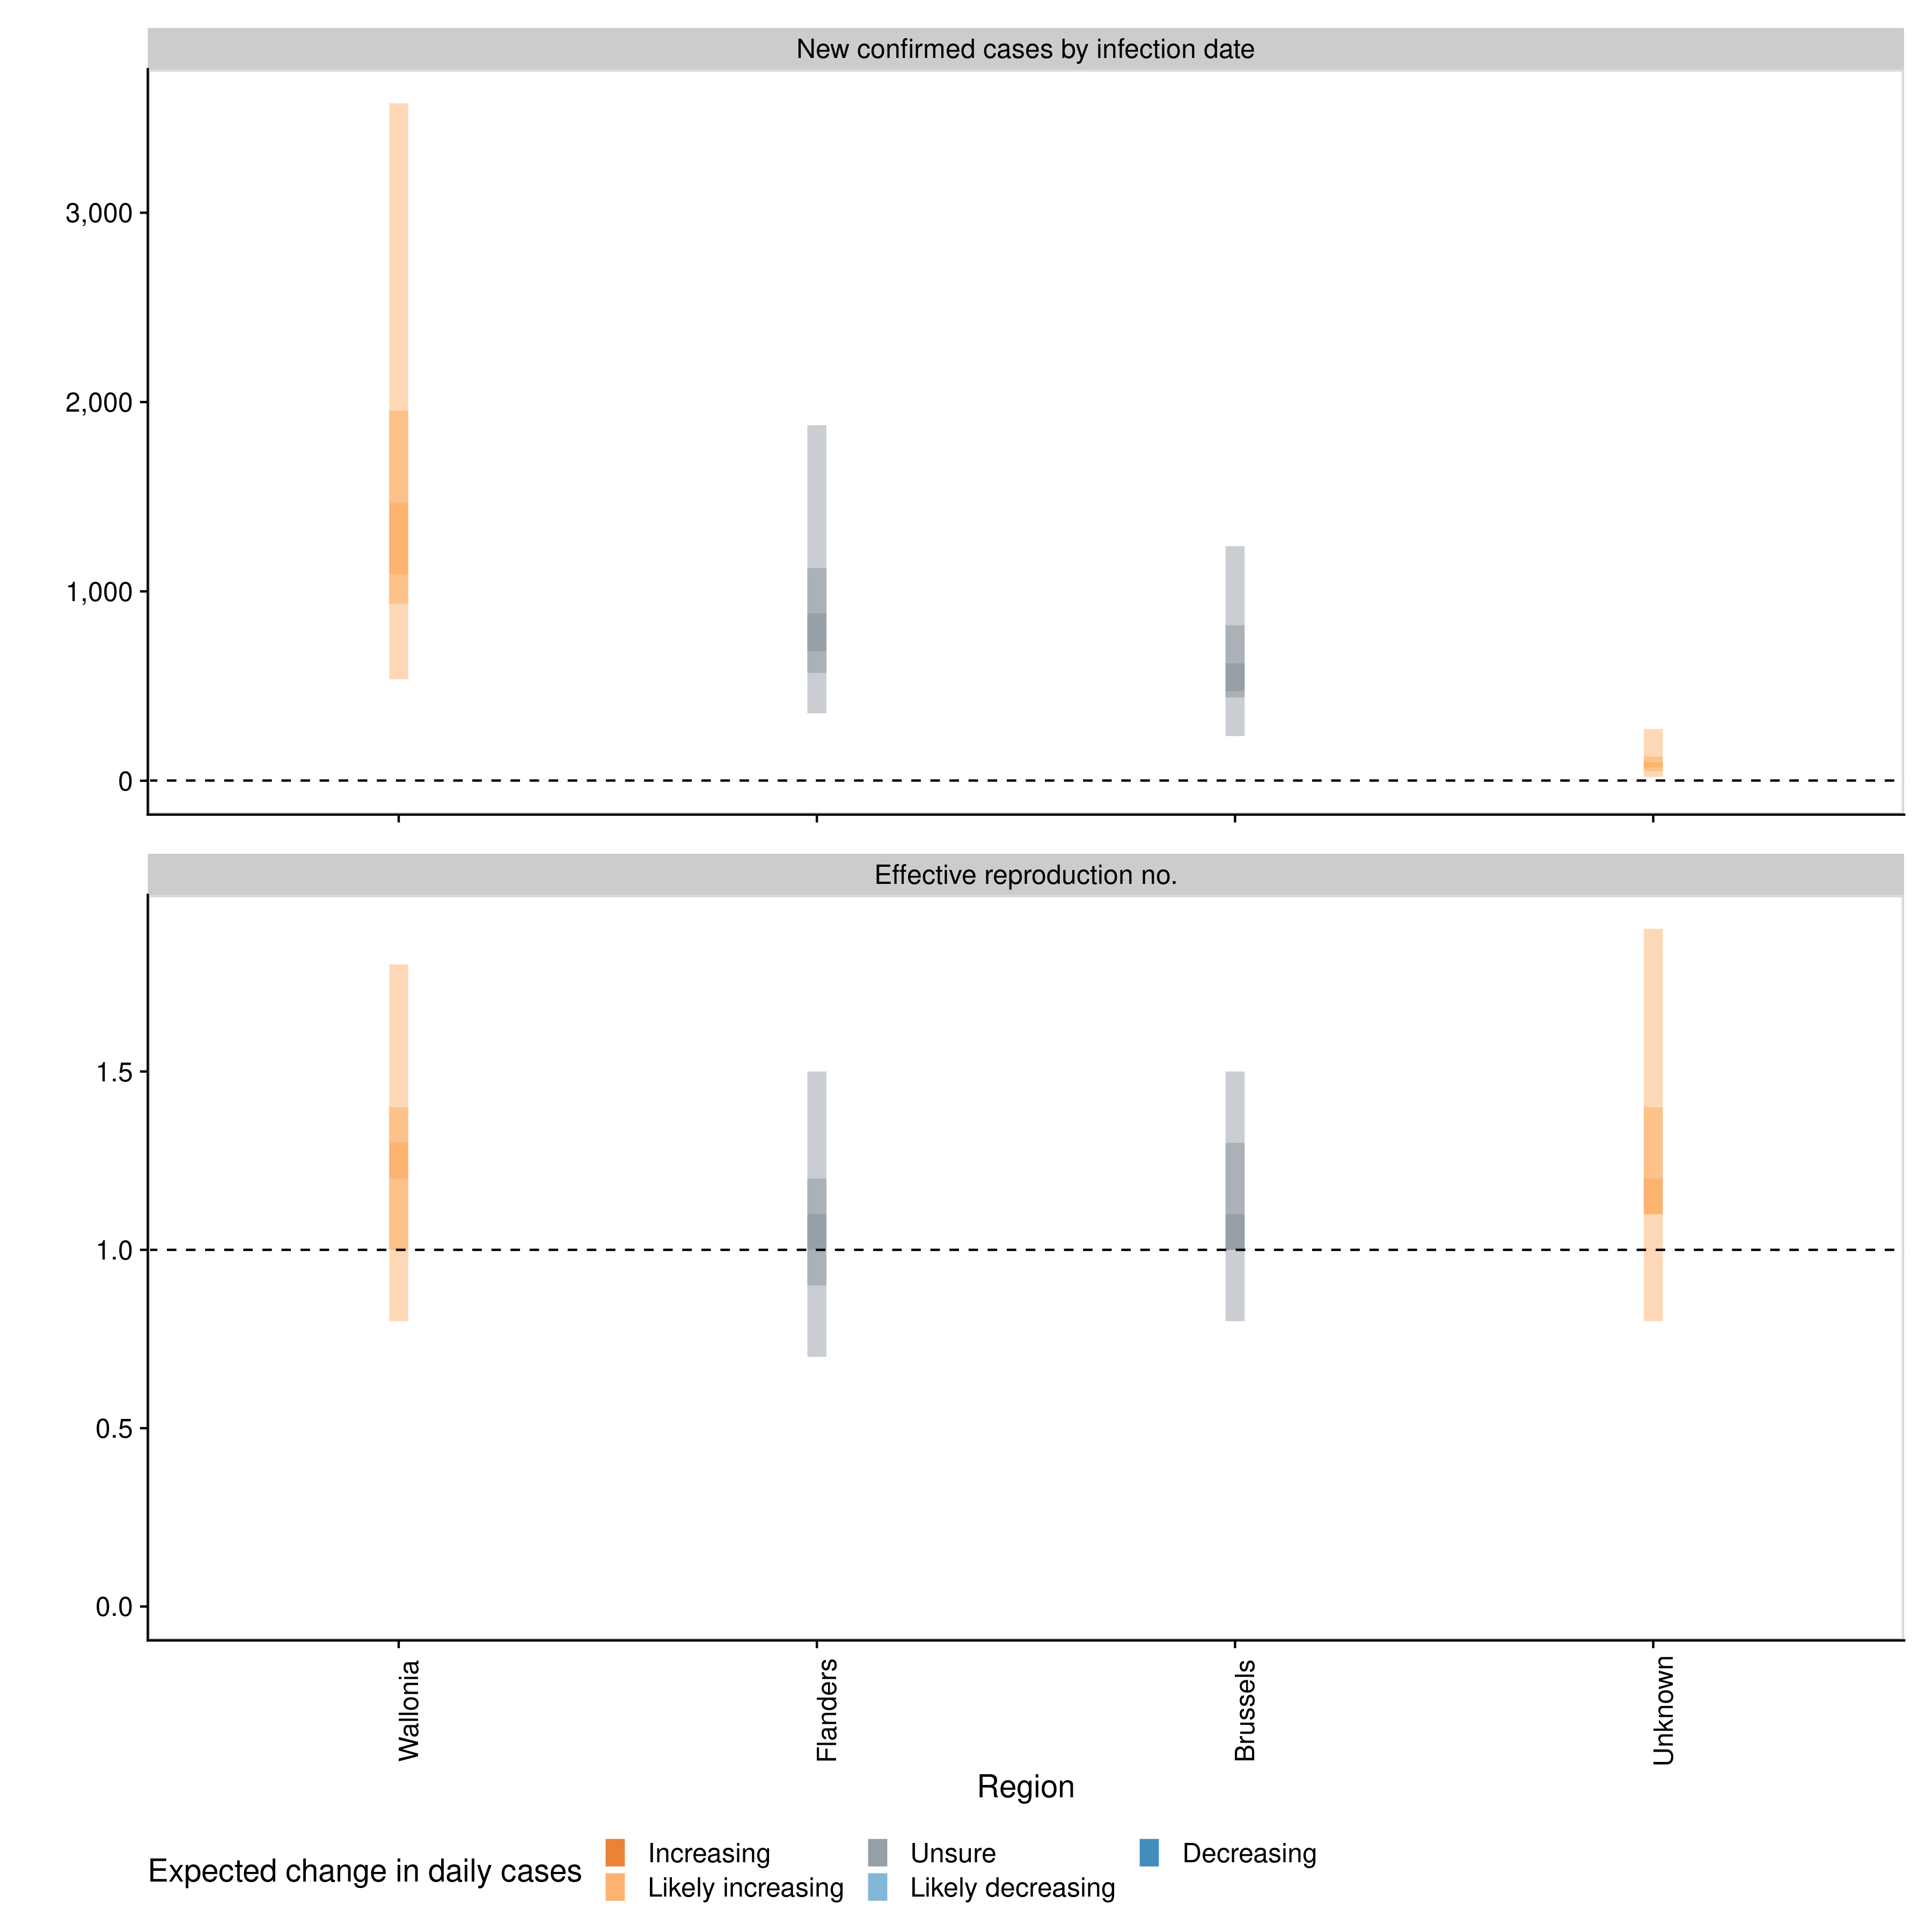 New confirmed cases by infection date
3,000
2,000
1,000
0
Effective reproduction no.
1.5
1.0
0.5
0.0
Wallonia
Flanders
Brussels
Unknown
Region
Expected change in daily cases
Increasing
Likely increasing
Unsure
Likely decreasing
Decreasing